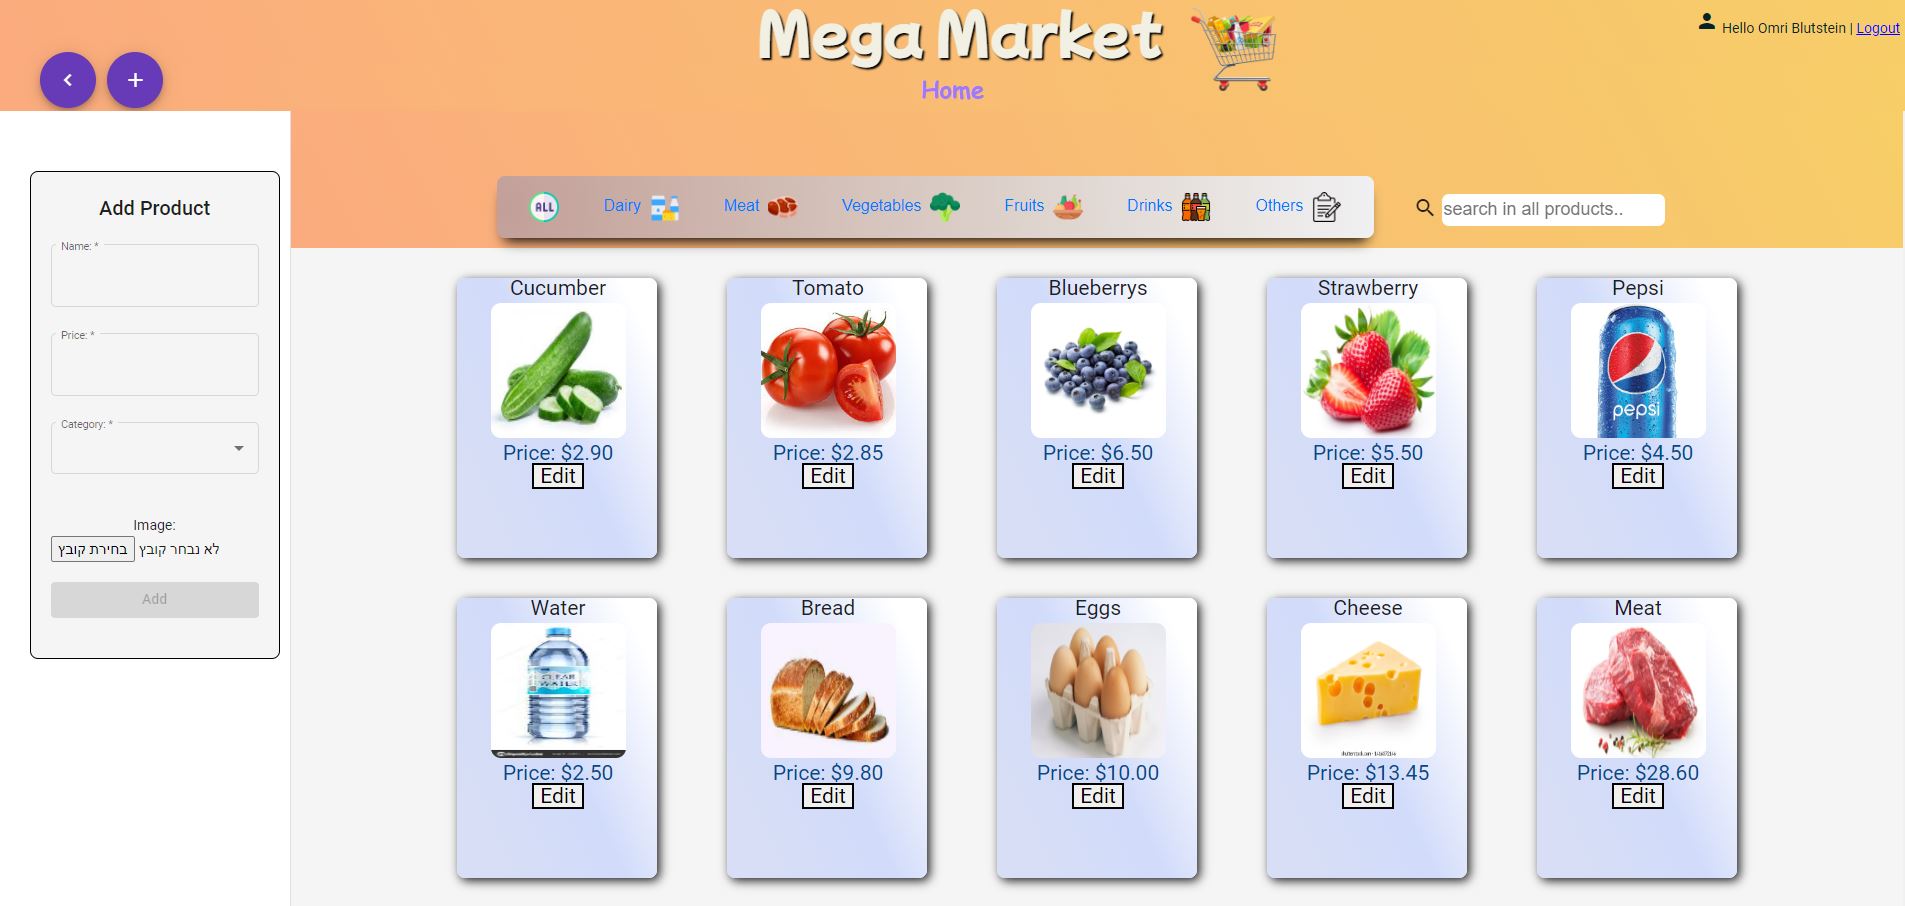 Mega Market
Hello Omri Blutstein | Logout
Home
Add Product
Name: *
Price: *
Category: *
Image:
בחירת קובץ לא נבחר קובץ
Add
ALL Dairy Meat Vegetables Fruits Drinks Others
search in all products..
Cucumber
Price: $2.90
Edit
Tomato
Price: $2.85
Edit
Blueberrys
Price: $6.50
Edit
Strawberry
Price: $5.50
Edit
Pepsi
pepsi
Price: $4.50
Edit
Water
CLEAR
WATER
Price: $2.50
Edit
Bread
Price: $9.80
Edit
Eggs
Price: $10.00
Edit
Cheese
Price: $13.45
Edit
Meat
Price: $28.60
Edit